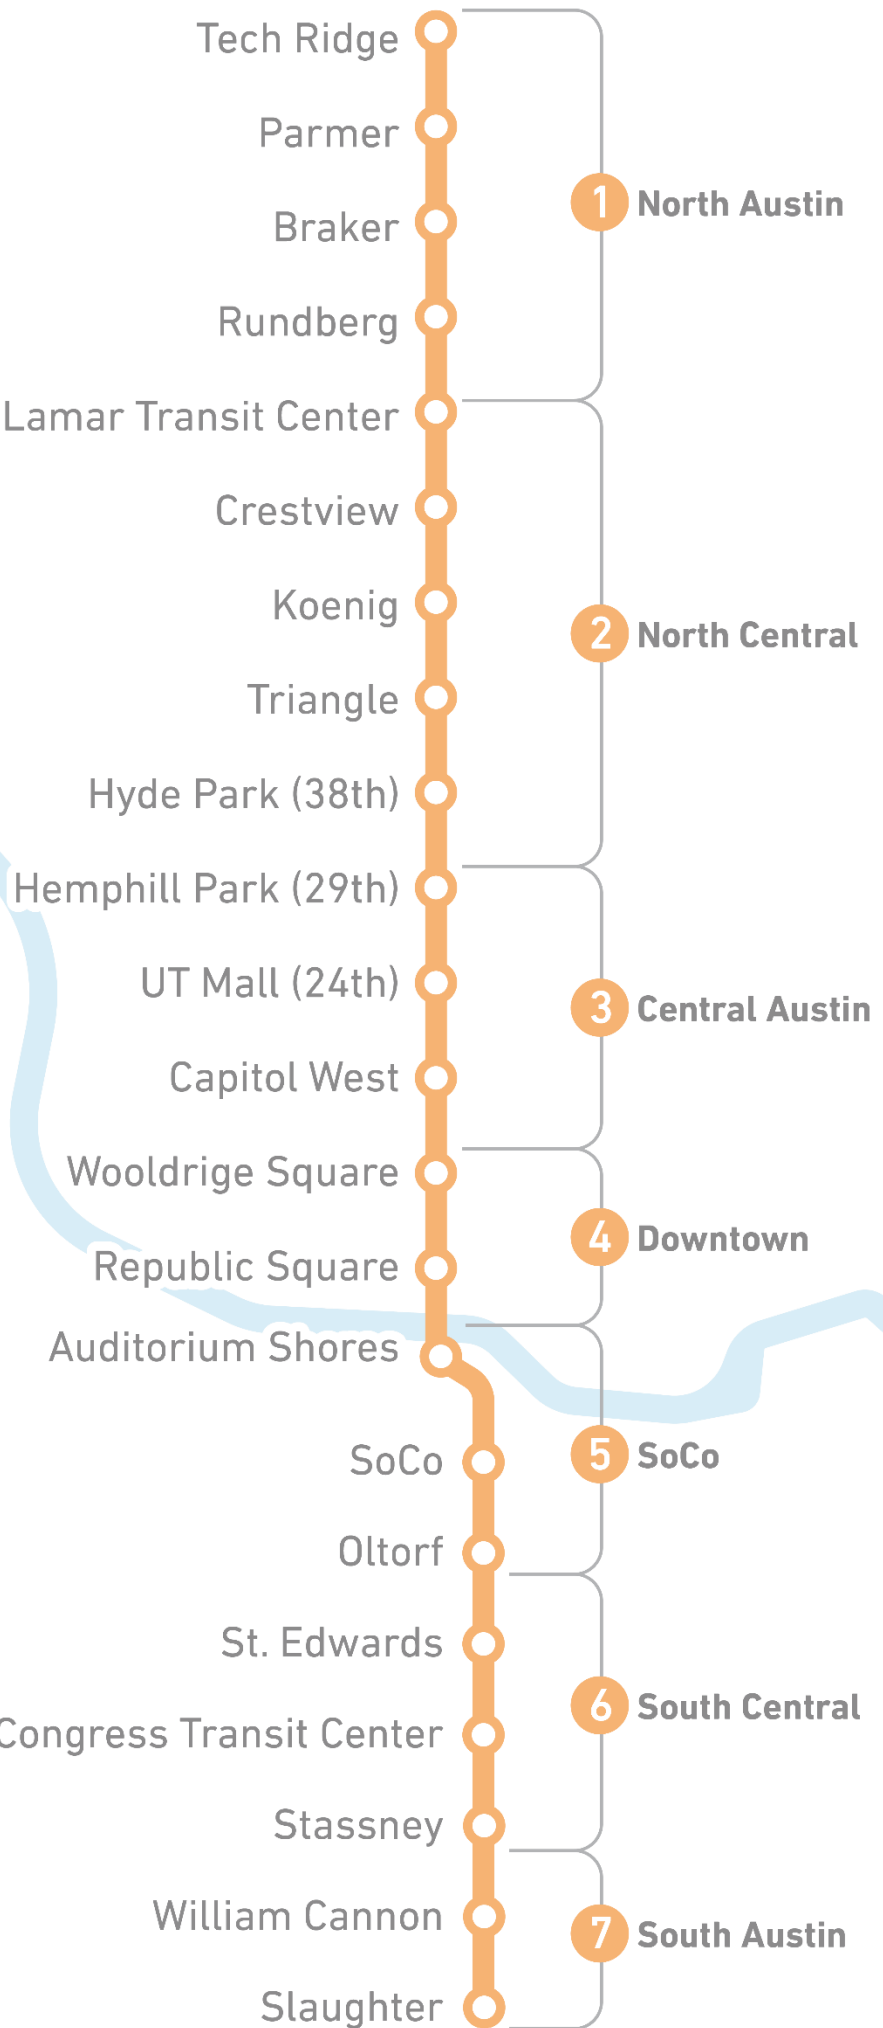 Tech Ridge
Parmer
Braker
Rundberg
1 North Austin
Lamar Transit Center
Crestview
Koenig
Triangle
Hyde Park (38th)
2 North Central
Hemphill Park (29th)
UT Mall (24th)
Capitol West
3 Central Austin
Wooldrige Square
Republic Square
4 Downtown
Auditorium Shores
SoCo
Oltorf
5 SoCo
St. Edwards
Congress Transit Center
Stassney
6 South Central
William Cannon
Slaughter
7 South Austin